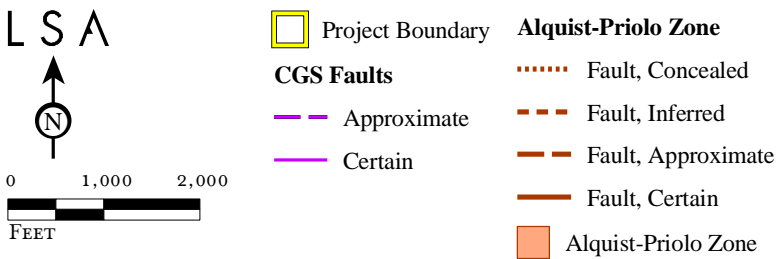 LSA
N
0 1,000 2,000
FEET
Project Boundary
CGS Faults
Approximate
Certain
Alquist-Priolo Zone
Fault, Concealed
Fault, Inferred
Fault, Approximate
Fault, Certain
Alquist-Priolo Zone